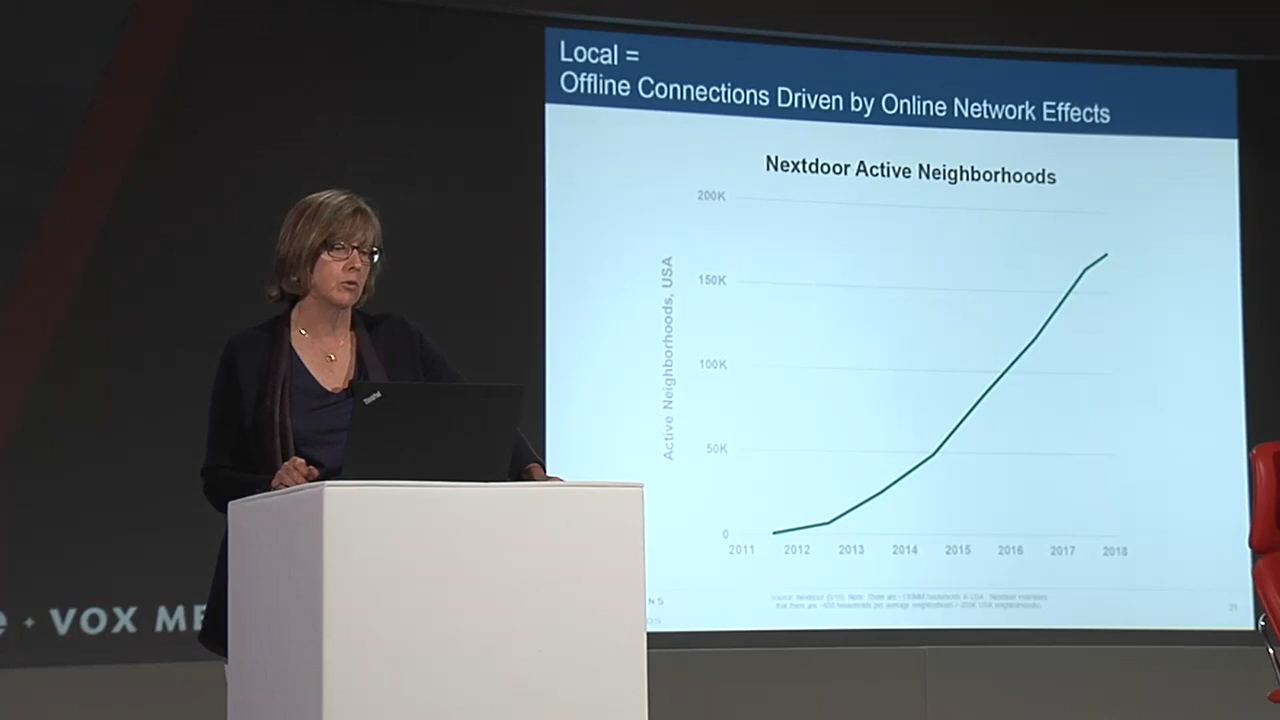 Local =
Offline Connections Driven by Online Network Effects
Nextdoor Active Neighborhoods
200K
150K
100K
50K
0
Active Neighborhoods, USA
2011 2012 2013 2014 2015 2016 2017 2018
ThinkPad
VOX ME